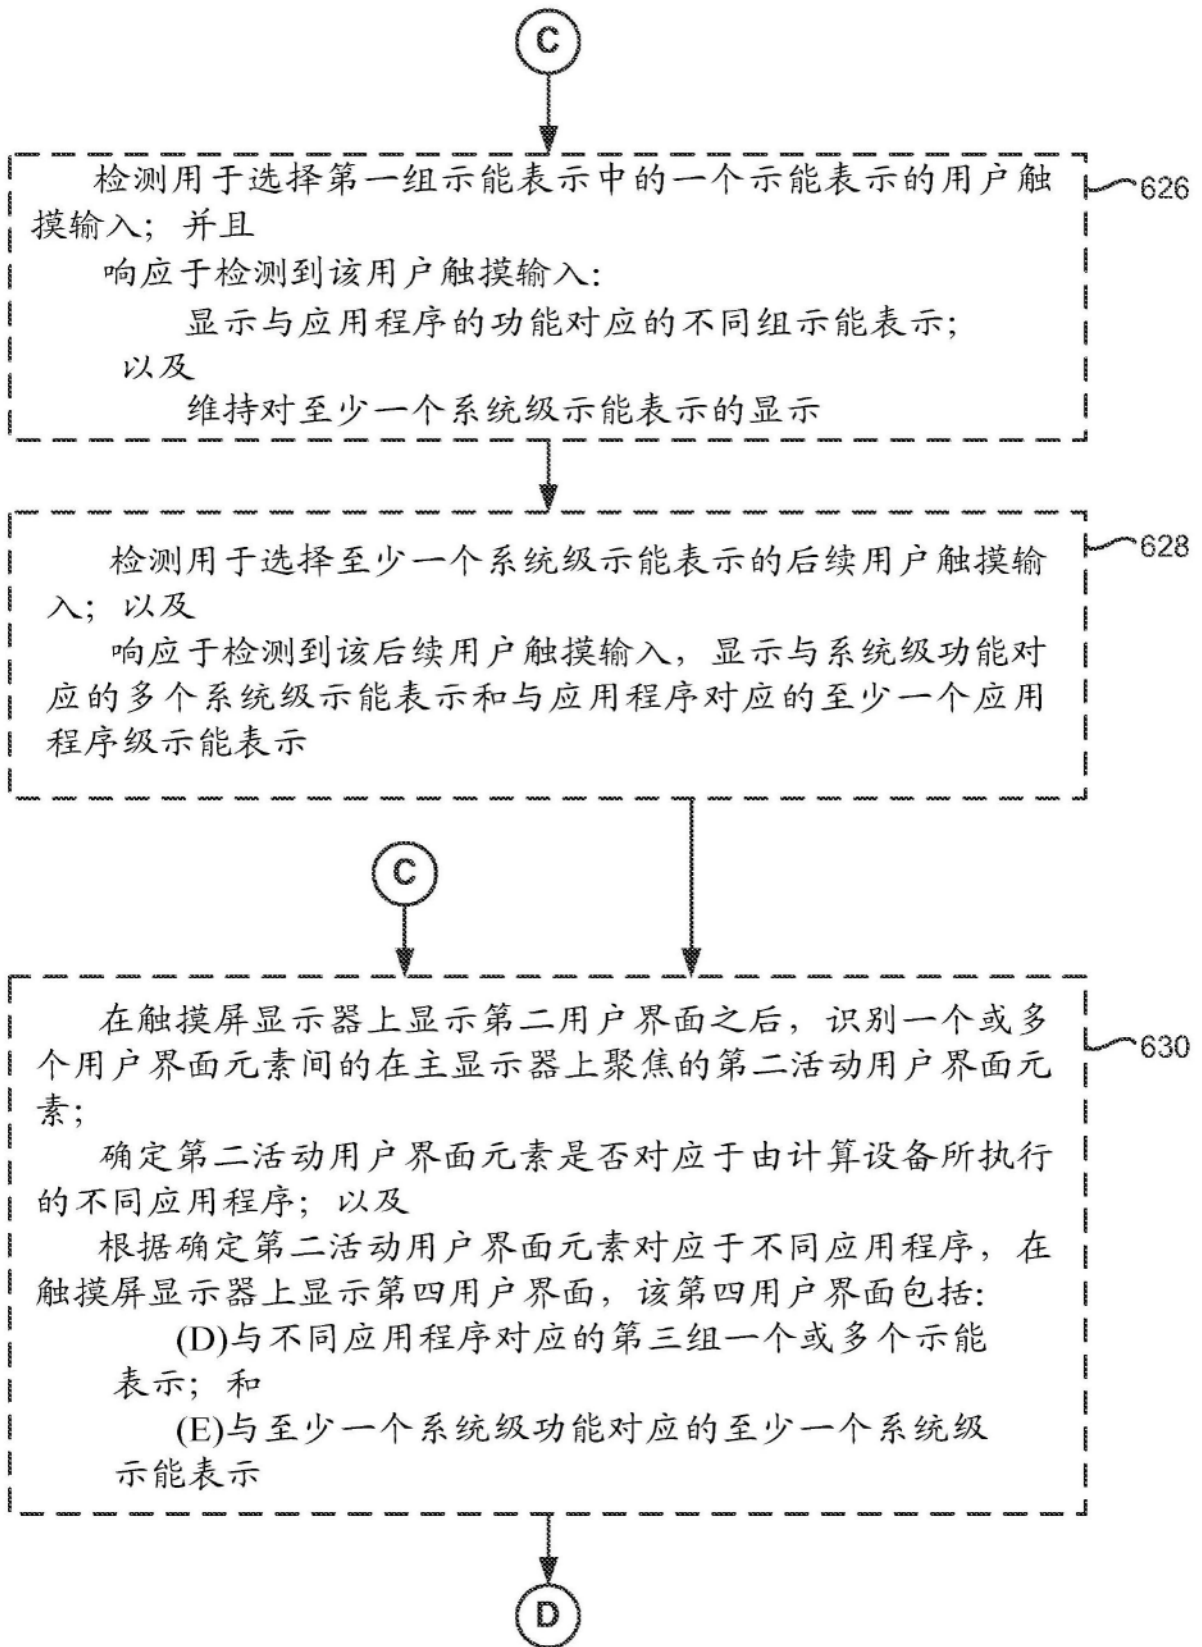 C
检测用于选择第一组示能表示中的一个示能表示的用户触
摸输入；并且
响应于检测到该用户触摸输入：
显示与应用程序的功能对应的不同组示能表示；
以及
维持对至少一个系统级示能表示的显示
626
检测用于选择至少一个系统级示能表示的后续用户触摸输
入；以及
响应于检测到该后续用户触摸输入，显示与系统级功能对
应的多个系统级示能表示和与应用程序对应的至少一个应用
程序级示能表示
628
C
在触摸屏显示器上显示第二用户界面之后，识别一个或多
个用户界面元素间的在主显示器上聚焦的第二活动用户界面元
素；
确定第二活动用户界面元素是否对应于由计算设备所执行
的不同应用程序；以及
根据确定第二活动用户界面元素对应于不同应用程序，在
触摸屏显示器上显示第四用户界面，该第四用户界面包括：
(D)与不同应用程序对应的第三组一个或多个示能
表示；和
(E)与至少一个系统级功能对应的至少一个系统级
示能表示
630
D